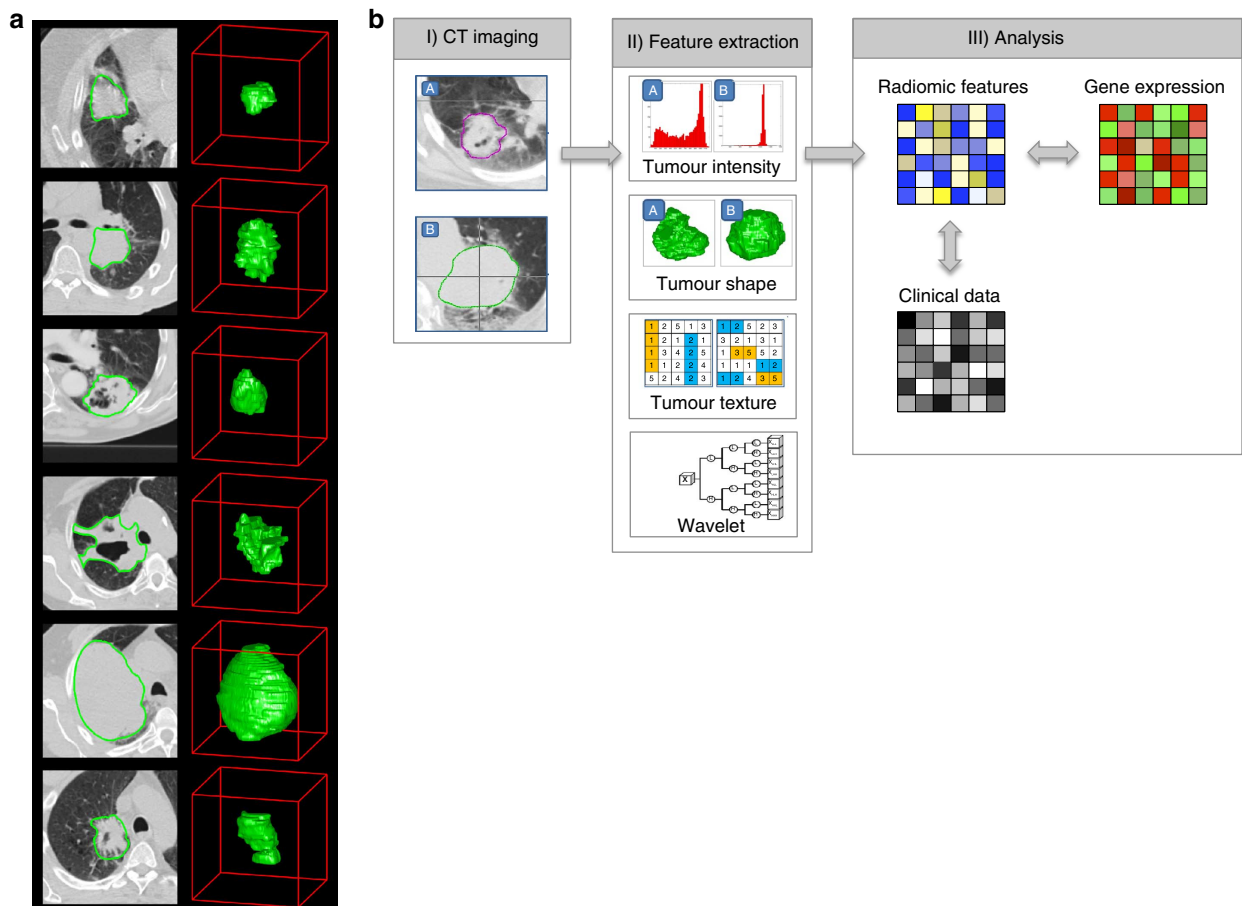 a
b
I) CT imaging
A
B
II) Feature extraction
A B
Tumour intensity
A B
Tumour shape
1 2 5 1 3
1 2 1 2 1
1 3 4 2 5
1 1 1 2 4
5 2 4 2 3
1 2 5 2 3
3 2 1 3 1
1 3 5 5 2
1 1 1 1 2
1 2 4 3 5
Tumour texture
X
L
H
Wavelet
III) Analysis
Radiomic features
Gene expression
Clinical data